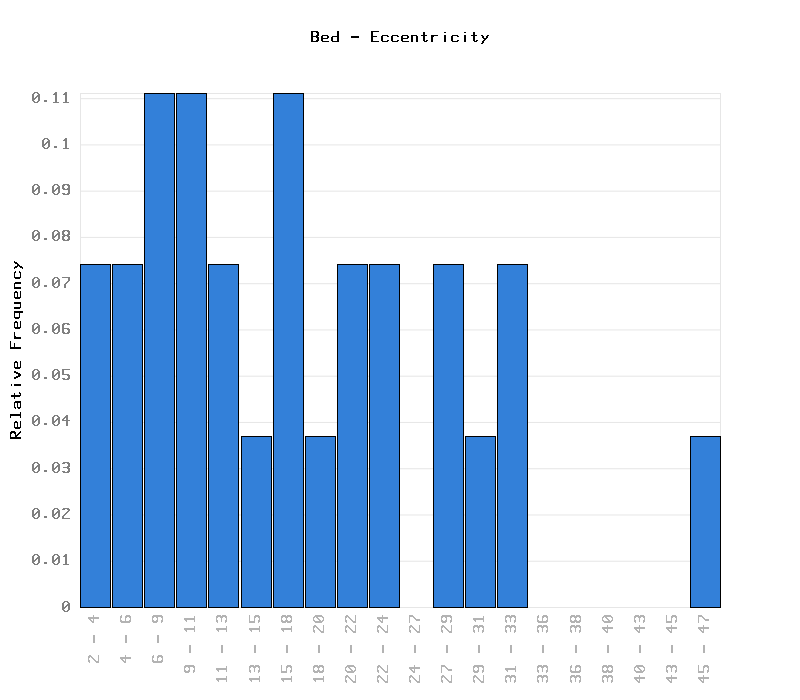 Bed - Eccentricity
Relative Frequency
0.11
0.1
0.09
0.08
0.07
0.06
0.05
0.04
0.03
0.02
0.01
0
2 - 4
4 - 6
6 - 9
9 - 11
11 - 13
13 - 15
15 - 18
18 - 20
20 - 22
22 - 24
24 - 27
27 - 29
29 - 31
31 - 33
33 - 36
36 - 38
38 - 40
40 - 43
43 - 45
45 - 47